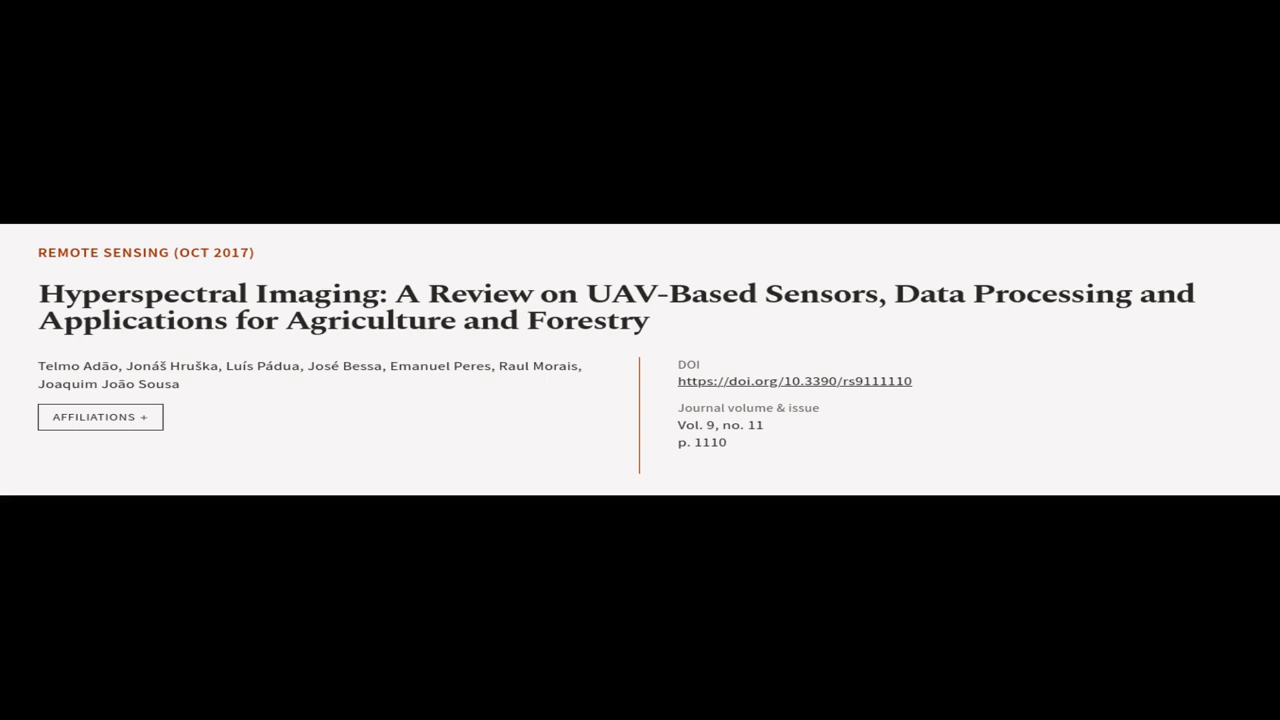 REMOTE SENSING (OCT 2017)
Hyperspectral Imaging: A Review on UAV-Based Sensors, Data Processing and
Applications for Agriculture and Forestry
Telmo Adão, Jonáš Hruška, Luís Pádua, José Bessa, Emanuel Peres, Raul Morais,
Joaquim João Sousa
AFFILIATIONS +
DOI
https://doi.org/10.3390/rs9111110
Journal volume & issue
Vol. 9, no. 11
p. 1110